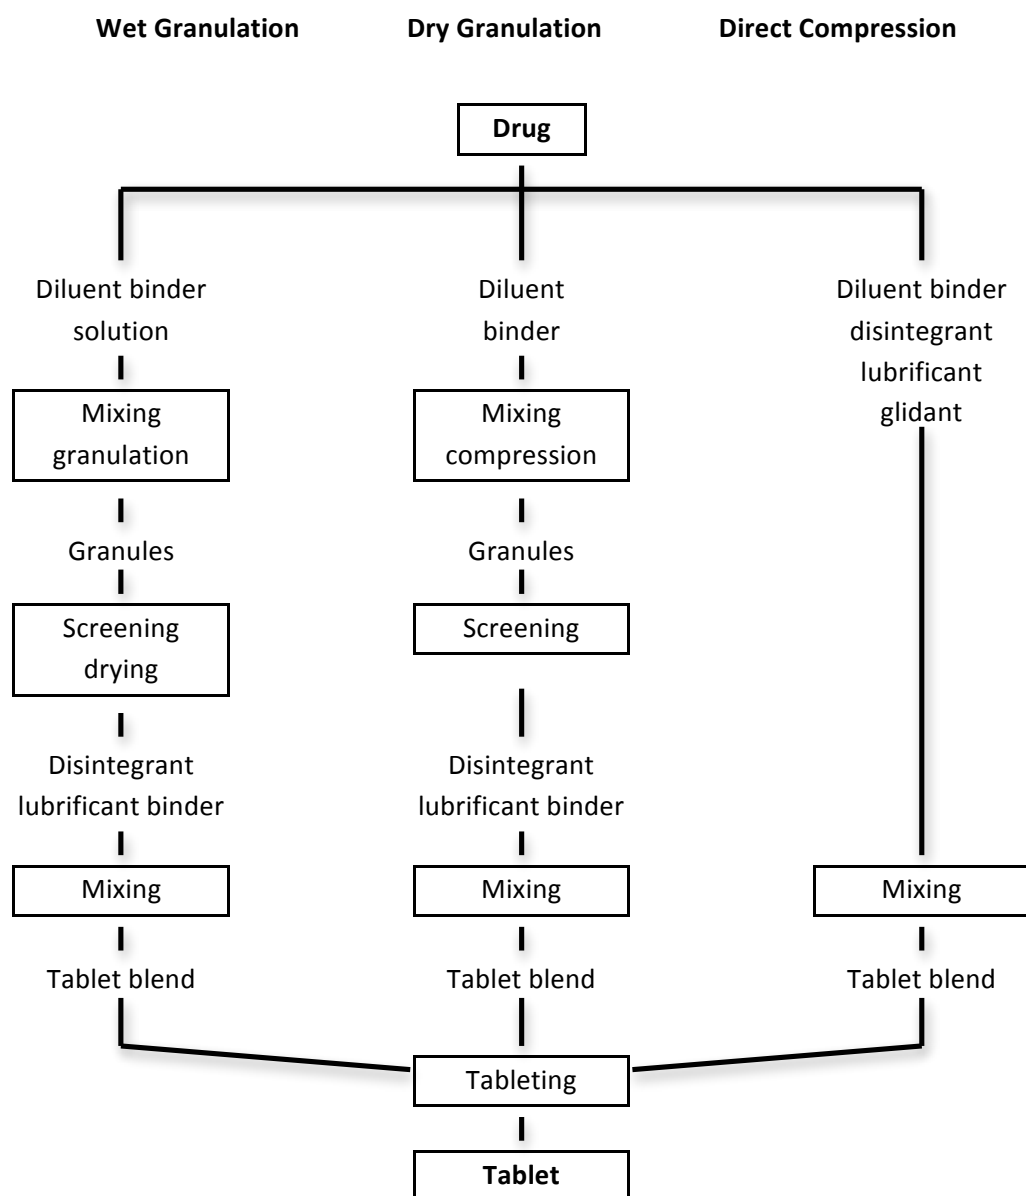 Wet Granulation
Dry Granulation
Direct Compression
Drug
Diluent binder
solution
Mixing
granulation
Granules
Screening
drying
Disintegrant
lubrificant binder
Mixing
Tablet blend
Diluent
binder
Mixing
compression
Granules
Screening
Disintegrant
lubrificant binder
Mixing
Tablet blend
Diluent binder
disintegrant
lubrificant
glidant
Mixing
Tablet blend
Tableting
Tablet